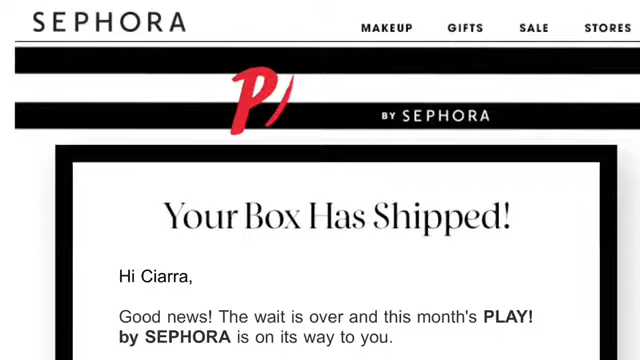 SEPHORA
MAKEUP GIFTS SALE STORES
P
BY SEPHORA
Your Box Has Shipped!
Hi Ciarra,
Good news! The wait is over and this month's PLAY!
by SEPHORA is on its way to you.